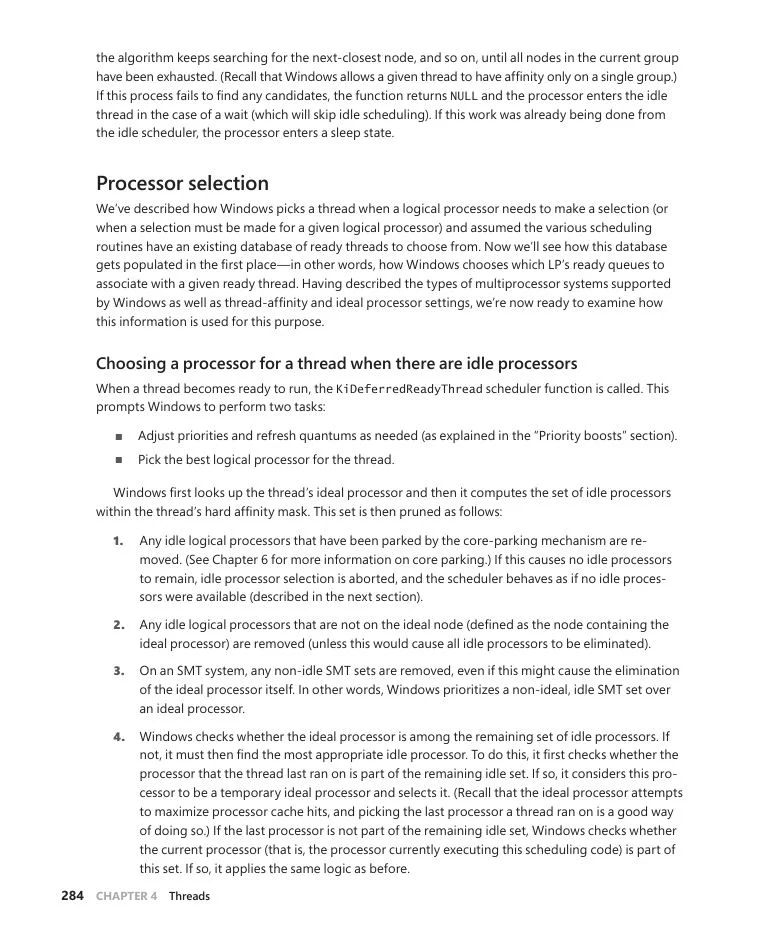 the algorithm keeps searching for the next-closest node, and so on, until all nodes in the current group
have been exhausted. (Recall that Windows allows a given thread to have affinity only on a single group.)
If this process fails to find any candidates, the function returns NULL and the processor enters the idle
thread in the case of a wait (which will skip idle scheduling). If this work was already being done from
the idle scheduler, the processor enters a sleep state.
Processor selection
We’ve described how Windows picks a thread when a logical processor needs to make a selection (or
when a selection must be made for a given logical processor) and assumed the various scheduling
routines have an existing database of ready threads to choose from. Now we’ll see how this database
gets populated in the first place—in other words, how Windows chooses which LP’s ready queues to
associate with a given ready thread. Having described the types of multiprocessor systems supported
by Windows as well as thread-affinity and ideal processor settings, we’re now ready to examine how
this information is used for this purpose.
Choosing a processor for a thread when there are idle processors
When a thread becomes ready to run, the KiDeferredReadyThread scheduler function is called. This
prompts Windows to perform two tasks:
■ Adjust priorities and refresh quantums as needed (as explained in the “Priority boosts” section).
■ Pick the best logical processor for the thread.
Windows first looks up the thread’s ideal processor and then it computes the set of idle processors
within the thread’s hard affinity mask. This set is then pruned as follows:
1. Any idle logical processors that have been parked by the core-parking mechanism are re-
moved. (See Chapter 6 for more information on core parking.) If this causes no idle processors
to remain, idle processor selection is aborted, and the scheduler behaves as if no idle proces-
sors were available (described in the next section).
2. Any idle logical processors that are not on the ideal node (defined as the node containing the
ideal processor) are removed (unless this would cause all idle processors to be eliminated).
3. On an SMT system, any non-idle SMT sets are removed, even if this might cause the elimination
of the ideal processor itself. In other words, Windows prioritizes a non-ideal, idle SMT set over
an ideal processor.
4. Windows checks whether the ideal processor is among the remaining set of idle processors. If
not, it must then find the most appropriate idle processor. To do this, it first checks whether the
processor that the thread last ran on is part of the remaining idle set. If so, it considers this pro-
cessor to be a temporary ideal processor and selects it. (Recall that the ideal processor attempts
to maximize processor cache hits, and picking the last processor a thread ran on is a good way
of doing so.) If the last processor is not part of the remaining idle set, Windows checks whether
the current processor (that is, the processor currently executing this scheduling code) is part of
this set. If so, it applies the same logic as before.
284 CHAPTER 4 Threads